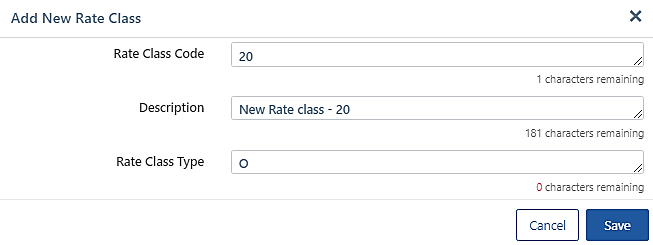 Add New Rate Class ✕
Rate Class Code 20
1 characters remaining
Description New Rate class - 20
181 characters remaining
Rate Class Type O
0 characters remaining
Cancel Save